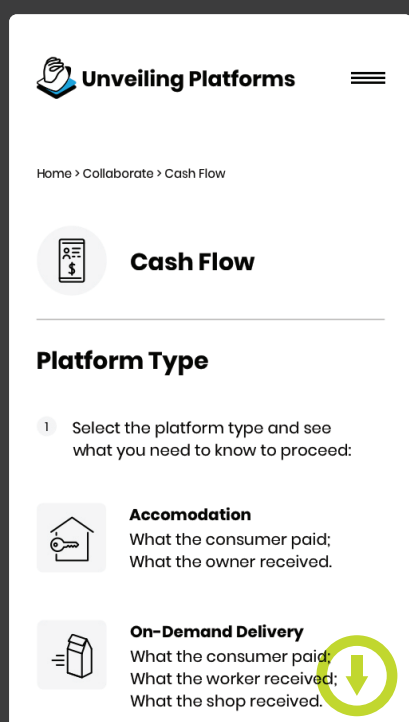 Unveiling Platforms
Home > Collaborate > Cash Flow
$
Cash Flow
Platform Type
1 Select the platform type and see
what you need to know to proceed:
Accomodation
What the consumer paid;
What the owner received.
On-Demand Delivery
What the consumer paid;
What the worker received;
What the shop received.